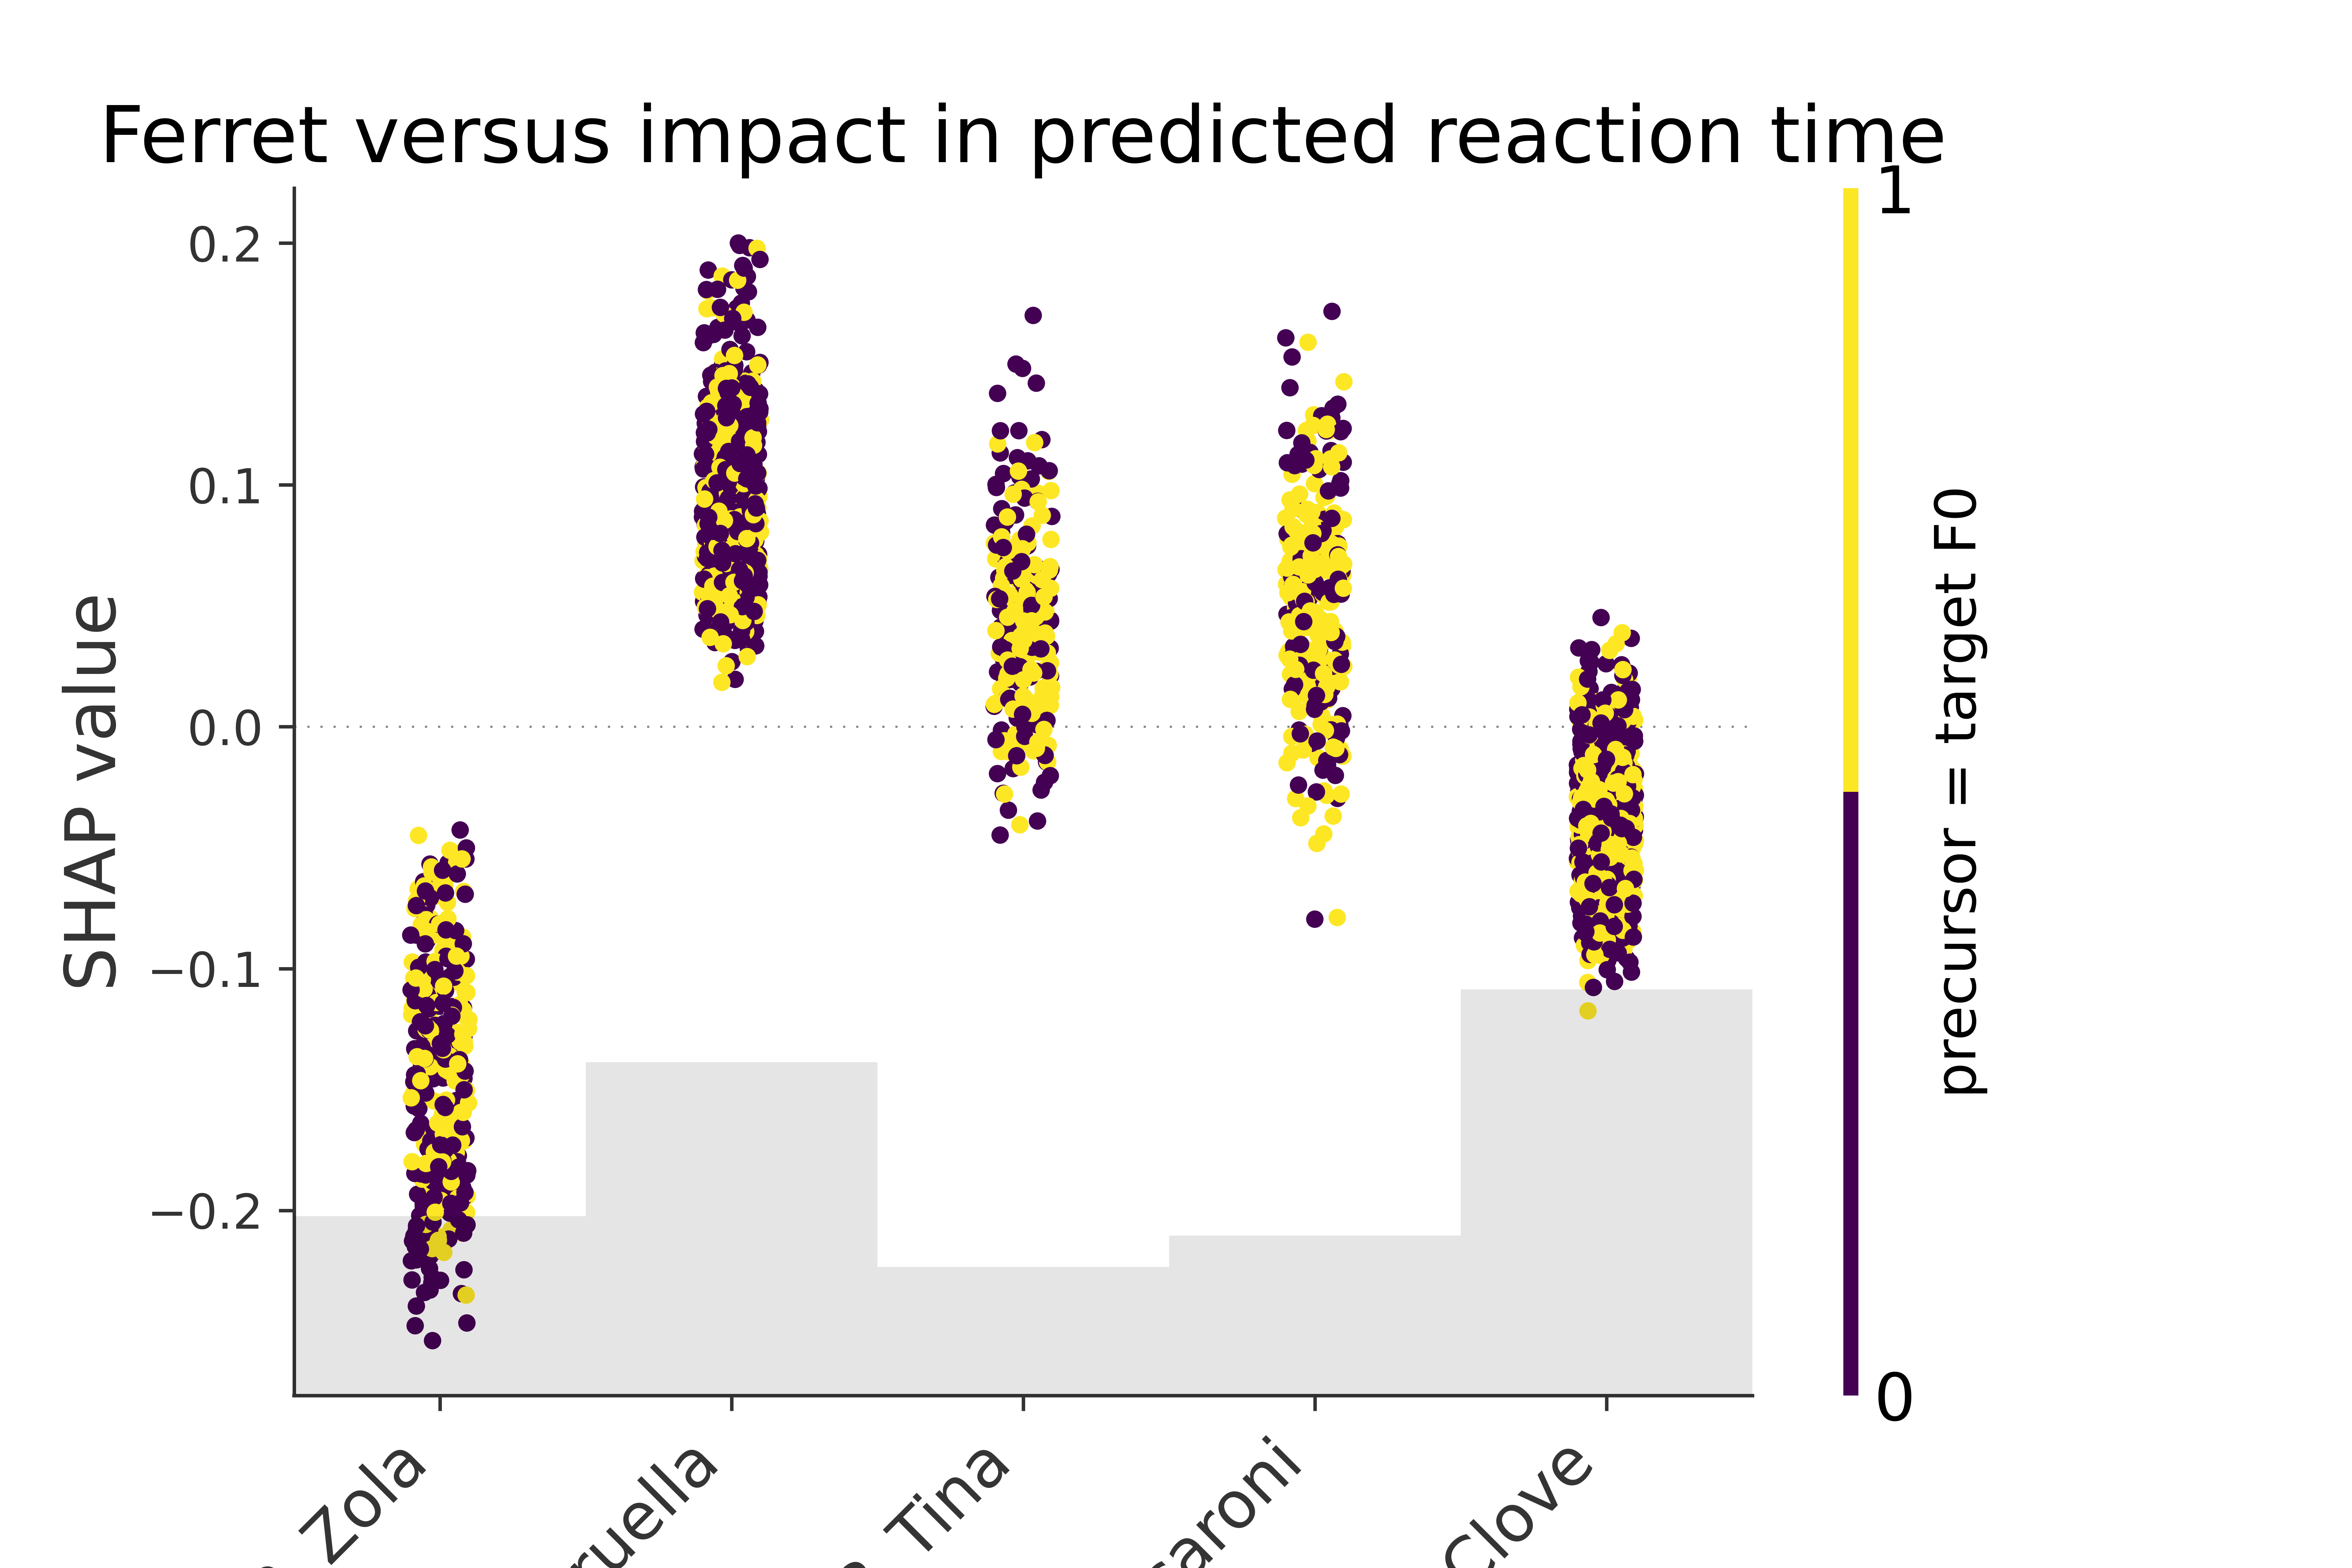 Ferret versus impact in predicted reaction time
SHAP value
0.2
0.1
0.0
−0.1
−0.2
Zola
Tina
Clove
1
0
precursor = target F0